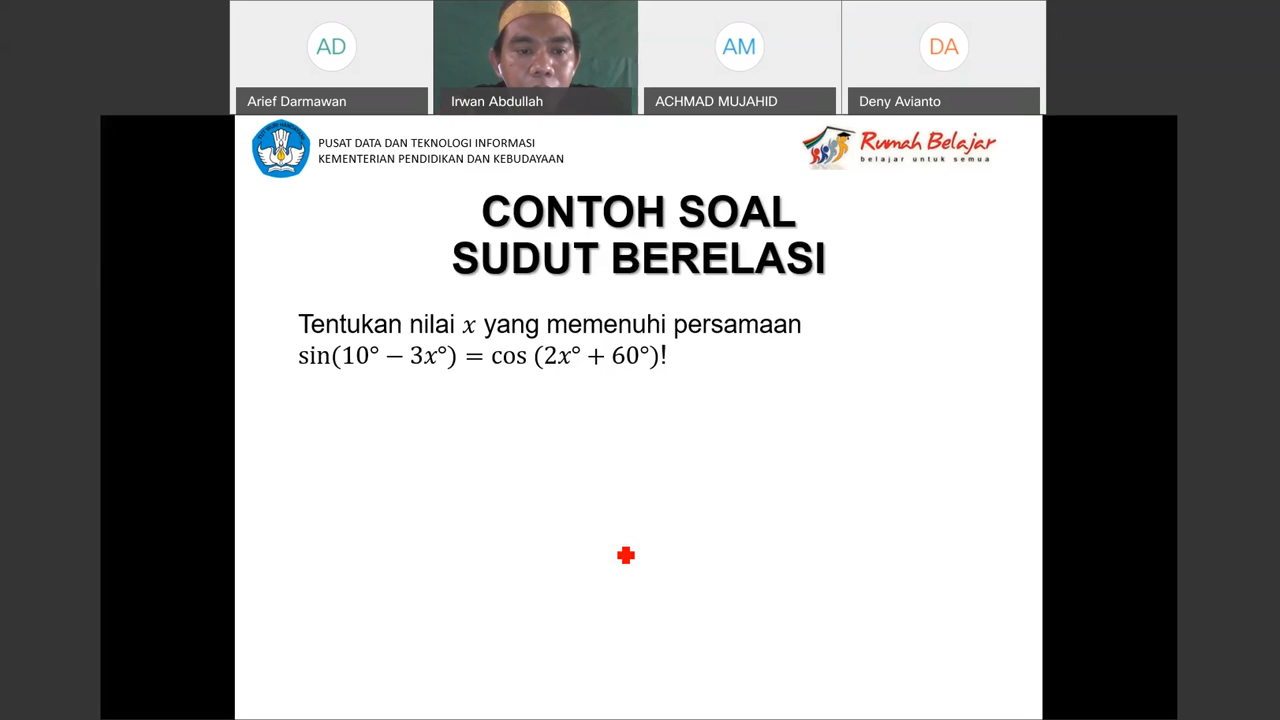 AD
AM
DA
Arief Darmawan
Irwan Abdullah
ACHMAD MUJAHID
Deny Avianto
PUSAT DATA DAN TEKNOLOGI INFORMASI
KEMENTERIAN PENDIDIKAN DAN KEBUDAYAAN
Rumah Belajar
belajar untuk semua
CONTOH SOAL
SUDUT BERELASI
Tentukan nilai x yang memenuhi persamaan
sin(10° − 3x°) = cos (2x° + 60°)!